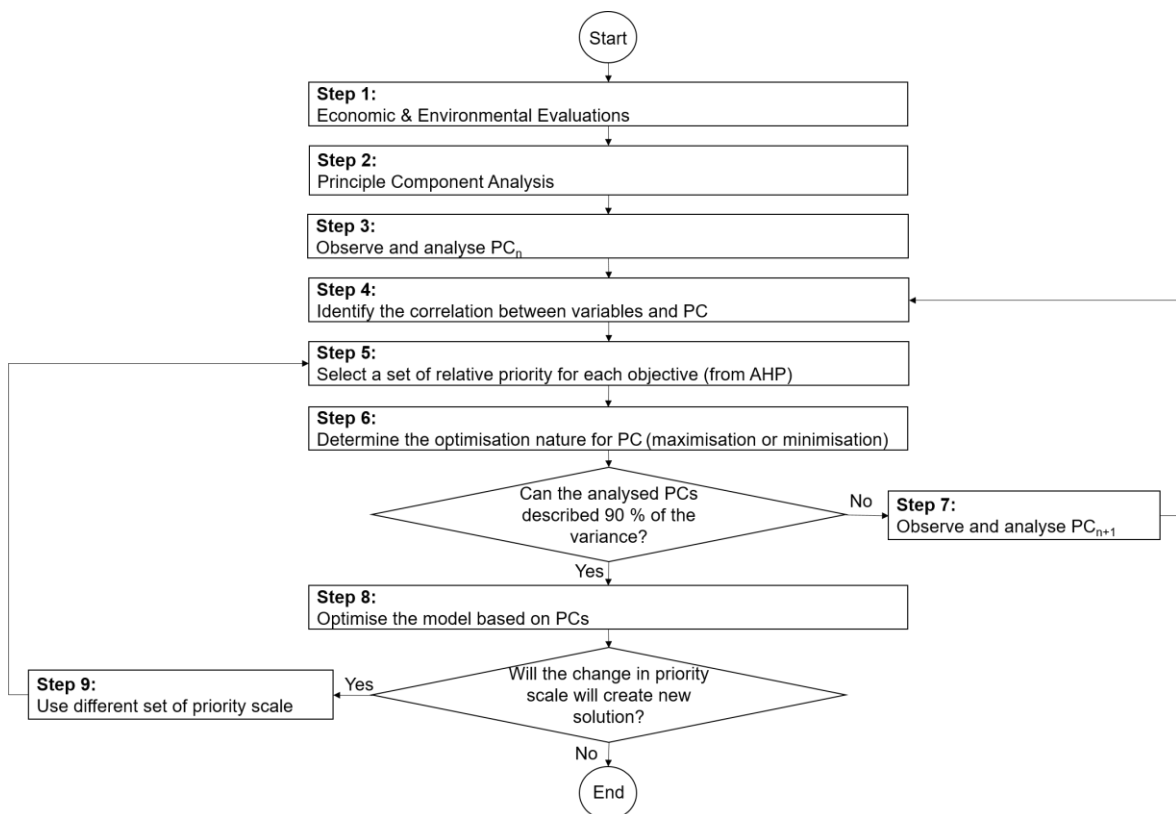 Start
Step 1:
Economic & Environmental Evaluations
Step 2:
Principle Component Analysis
Step 3:
Observe and analyse PCn
Step 4:
Identify the correlation between variables and PC
Step 5:
Select a set of relative priority for each objective (from AHP)
Step 6:
Determine the optimisation nature for PC (maximisation or minimisation)
Can the analysed PCs
described 90 % of the
variance?
No
Step 7:
Observe and analyse PCn+1
Yes
Step 8:
Optimise the model based on PCs
Will the change in priority
scale will create new
solution?
Yes
Step 9:
Use different set of priority scale
No
End